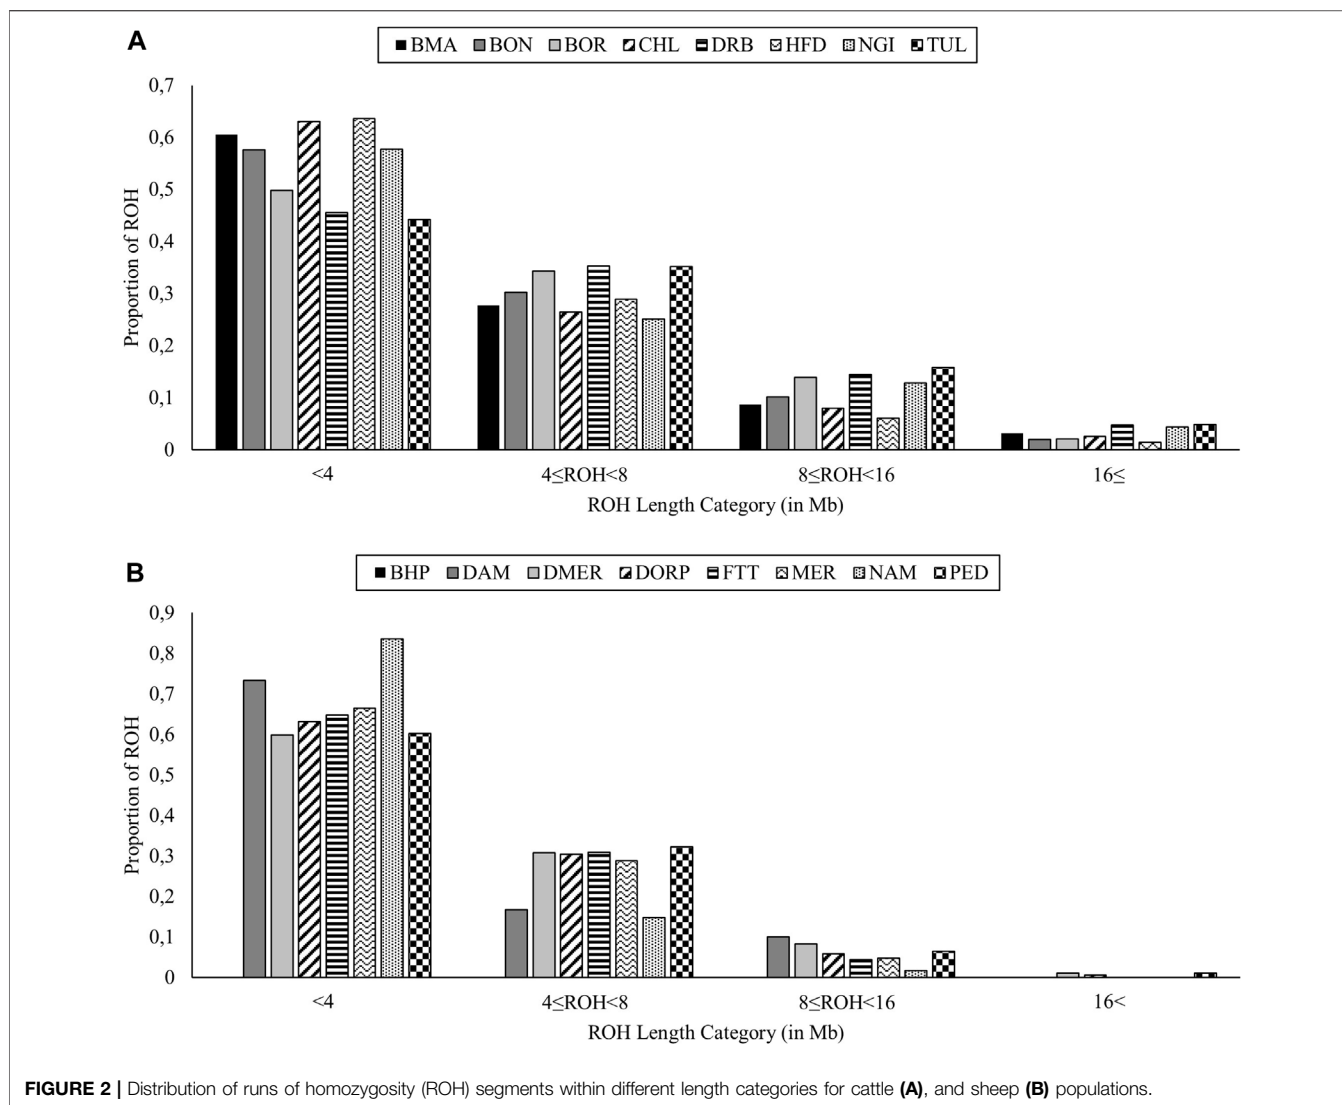 A
BMA BON BOR CHL DRB HFD NGI TUL
0,7
0,6
0,5
0,4
0,3
0,2
0,1
0
Proportion of ROH
<4 4≤ROH<8 8≤ROH<16 16≤
ROH Length Category (in Mb)
B
BHP DAM DMER DORP FTT MER NAM PED
0,9
0,8
0,7
0,6
0,5
0,4
0,3
0,2
0,1
0
Proportion of ROH
<4 4≤ROH<8 8≤ROH<16 16<
ROH Length Category (in Mb)
FIGURE 2 | Distribution of runs of homozygosity (ROH) segments within different length categories for cattle (A), and sheep (B) populations.